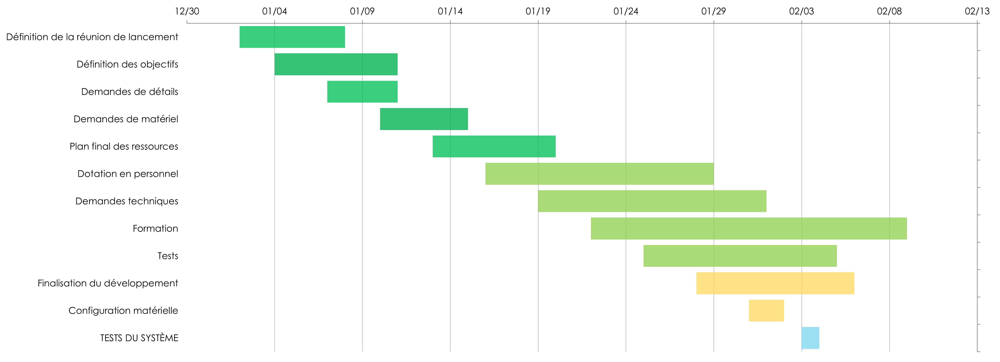 12/30 01/04 01/09 01/14 01/19 01/24 01/29 02/03 02/08 02/13
Définition de la réunion de lancement
Définition des objectifs
Demandes de détails
Demandes de matériel
Plan final des ressources
Dotation en personnel
Demandes techniques
Formation
Tests
Finalisation du développement
Configuration matérielle
TESTS DU SYSTÈME